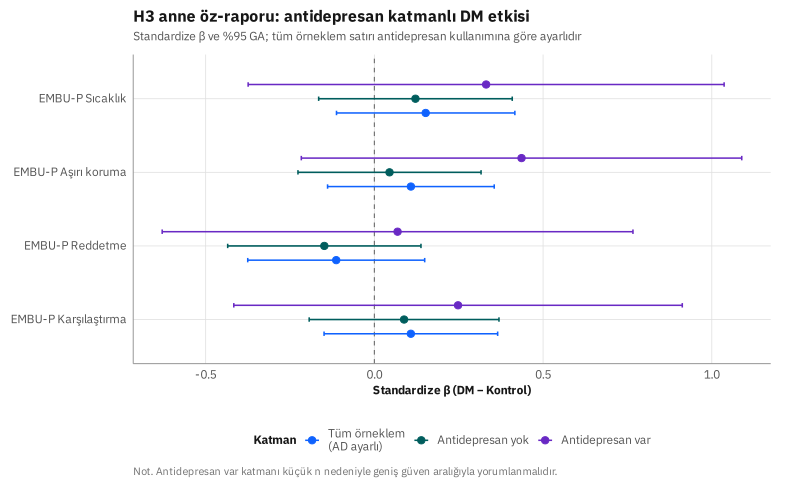 H3 anne öz-raporu: antidepresan katmanlı DM etkisi
Standardize β ve %95 GA; tüm örneklem satırı antidepresan kullanımına göre ayarlıdır
EMBU-P Sıcaklık
EMBU-P Aşırı koruma
EMBU-P Reddetme
EMBU-P Karşılaştırma
-0.5 0.0 0.5 1.0
Standardize β (DM − Kontrol)
Katman Tüm örneklem (AD ayarlı) Antidepresan yok Antidepresan var
Not. Antidepresan var katmanı küçük n nedeniyle geniş güven aralığıyla yorumlanmalıdır.